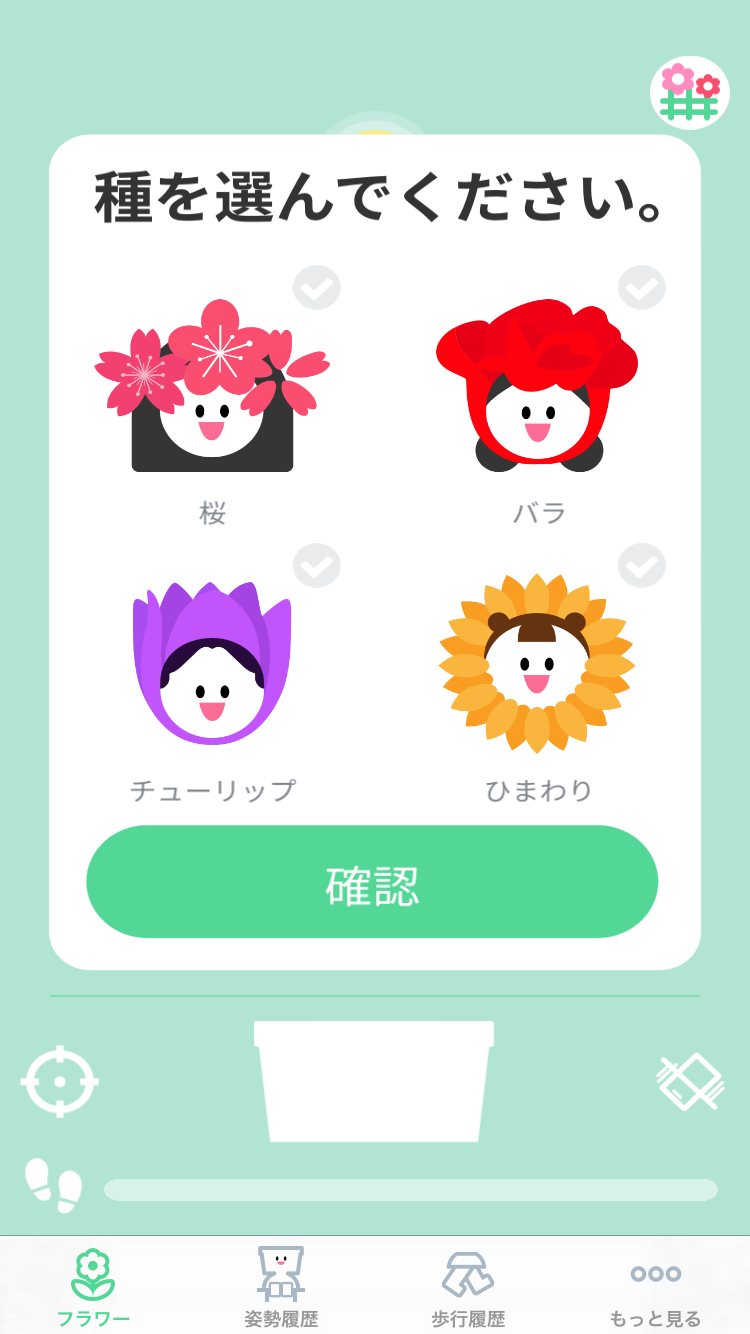 種を選んでください。
桜
バラ
チューリップ
ひまわり
確認
フラワー
姿勢履歴
歩行履歴
もっと見る